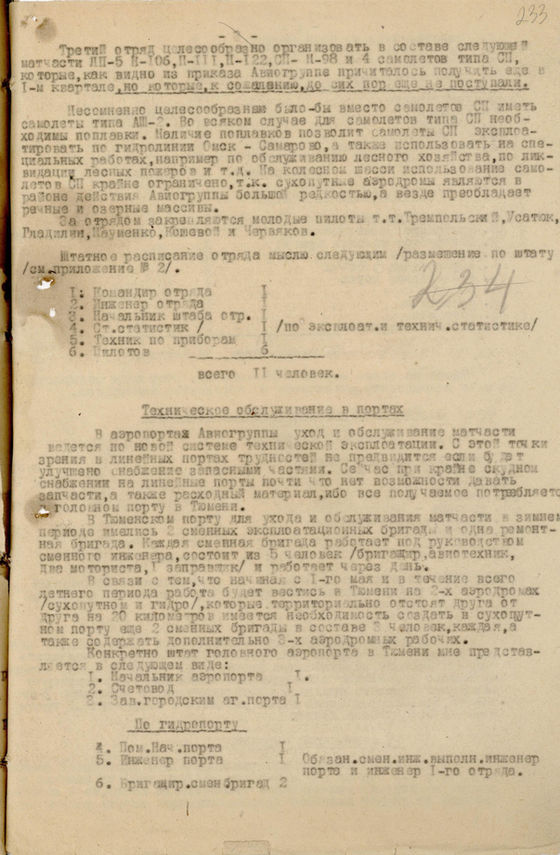 233
- 2 -
Третий отряд целесообразно организовать в составе следующей
матчасти ЛП-5 Н-106, П-III, Н-122, СП- Н-98 и 4 самолетов типа СП,
которые, как видно из приказа Авиогруппе причиталось получить еще в
I-м квартале, но которые, к сожалению, до сих пор еще не поступали.
Несомненно целесообразным было-бы вместо самолетов СП иметь
самолеты типа АШ-2. Во всяком случае для самолетов типа СП необ-
ходимы поплавки. Наличие поплавков позволит самолеты СП эксплоа-
тировать по гидролинии Омск - Самарово, а также использовать на спе-
циальных работах, например по обслуживанию лесного хозяйства, по лик-
видации лесных пожаров и т.д. На колесном шасси использование само-
летов СП крайне ограничено, т.к. сухопутные аэродромы являются в
районе действия Авиогруппы большой редкостью, а везде преобладает
речные и озерные массивы.
За отрядом закрепляются молодые пилоты т.т. Тремпольский, Усатюк,
Гладилин, Науменко, Кошевой и Червяков.
Штатное расписание отряда мыслю следующим /размещение по штату
/см. приложение № 2/.
234
I. Командир отряда I
2. Инженер отряда I
3. Начальник штаба отр. I
4. Ст. статистик / I /по эксплоат. и технич. статистике/
5. Техник по приборам I
6. Пилотов 6
всего II человек.
Техническое обслуживание в портах
В аэропортах Авиогруппы уход и обслуживание матчасти
ведется по новой системе технической эксплоатации. С этой точки
зрения в линейных портах трудностей не предвидится если будет
улучшено снабжение запасными частями. Сейчас при крайне скудном
снабжении на линейные порты почти что нет возможности давать
запчасти, а также расходный материал, ибо все получаемое потребляется
головном порту в Тюмени.
В Тюменском порту для ухода и обслуживания матчасти в зимнем
периоде имелись 2 сменных эксплоатационных бригады и одна ремонт-
ная бригада. Каждая сменная бригада работает под руководством
сменного инженера, состоит из 5 человек /бригадир, авиотехник,
два моториста, I заправщик/ и работает через день.
В связи с тем, что начиная с I-го мая и в течение всего
летнего периода работа будет вестись в Тюмени на 2-х аэродромах
/сухопутном и гидро/, которые территориально отстоят друг от
друга на 20 километров имеется необходимость создать в сухопут-
ном порту еще 2 сменных бригады в составе 3 человек, каждая, а
также содержать дополнительно 3-х аэродромных рабочих.
Конкретно штат головного аэропорта в Тюмени мне представ-
ляется в следующем виде:
I. Начальник аэропорта I.
2. Счетовод I
3. Зав. городским аг. порта I
По гидропорту
4. Пом. Нач. порта I
5. Инженер порта I Обязан. смен. инж. выполн. инженер
порта и инженер I-го отряда.
6. Бригадир. смен бригад 2